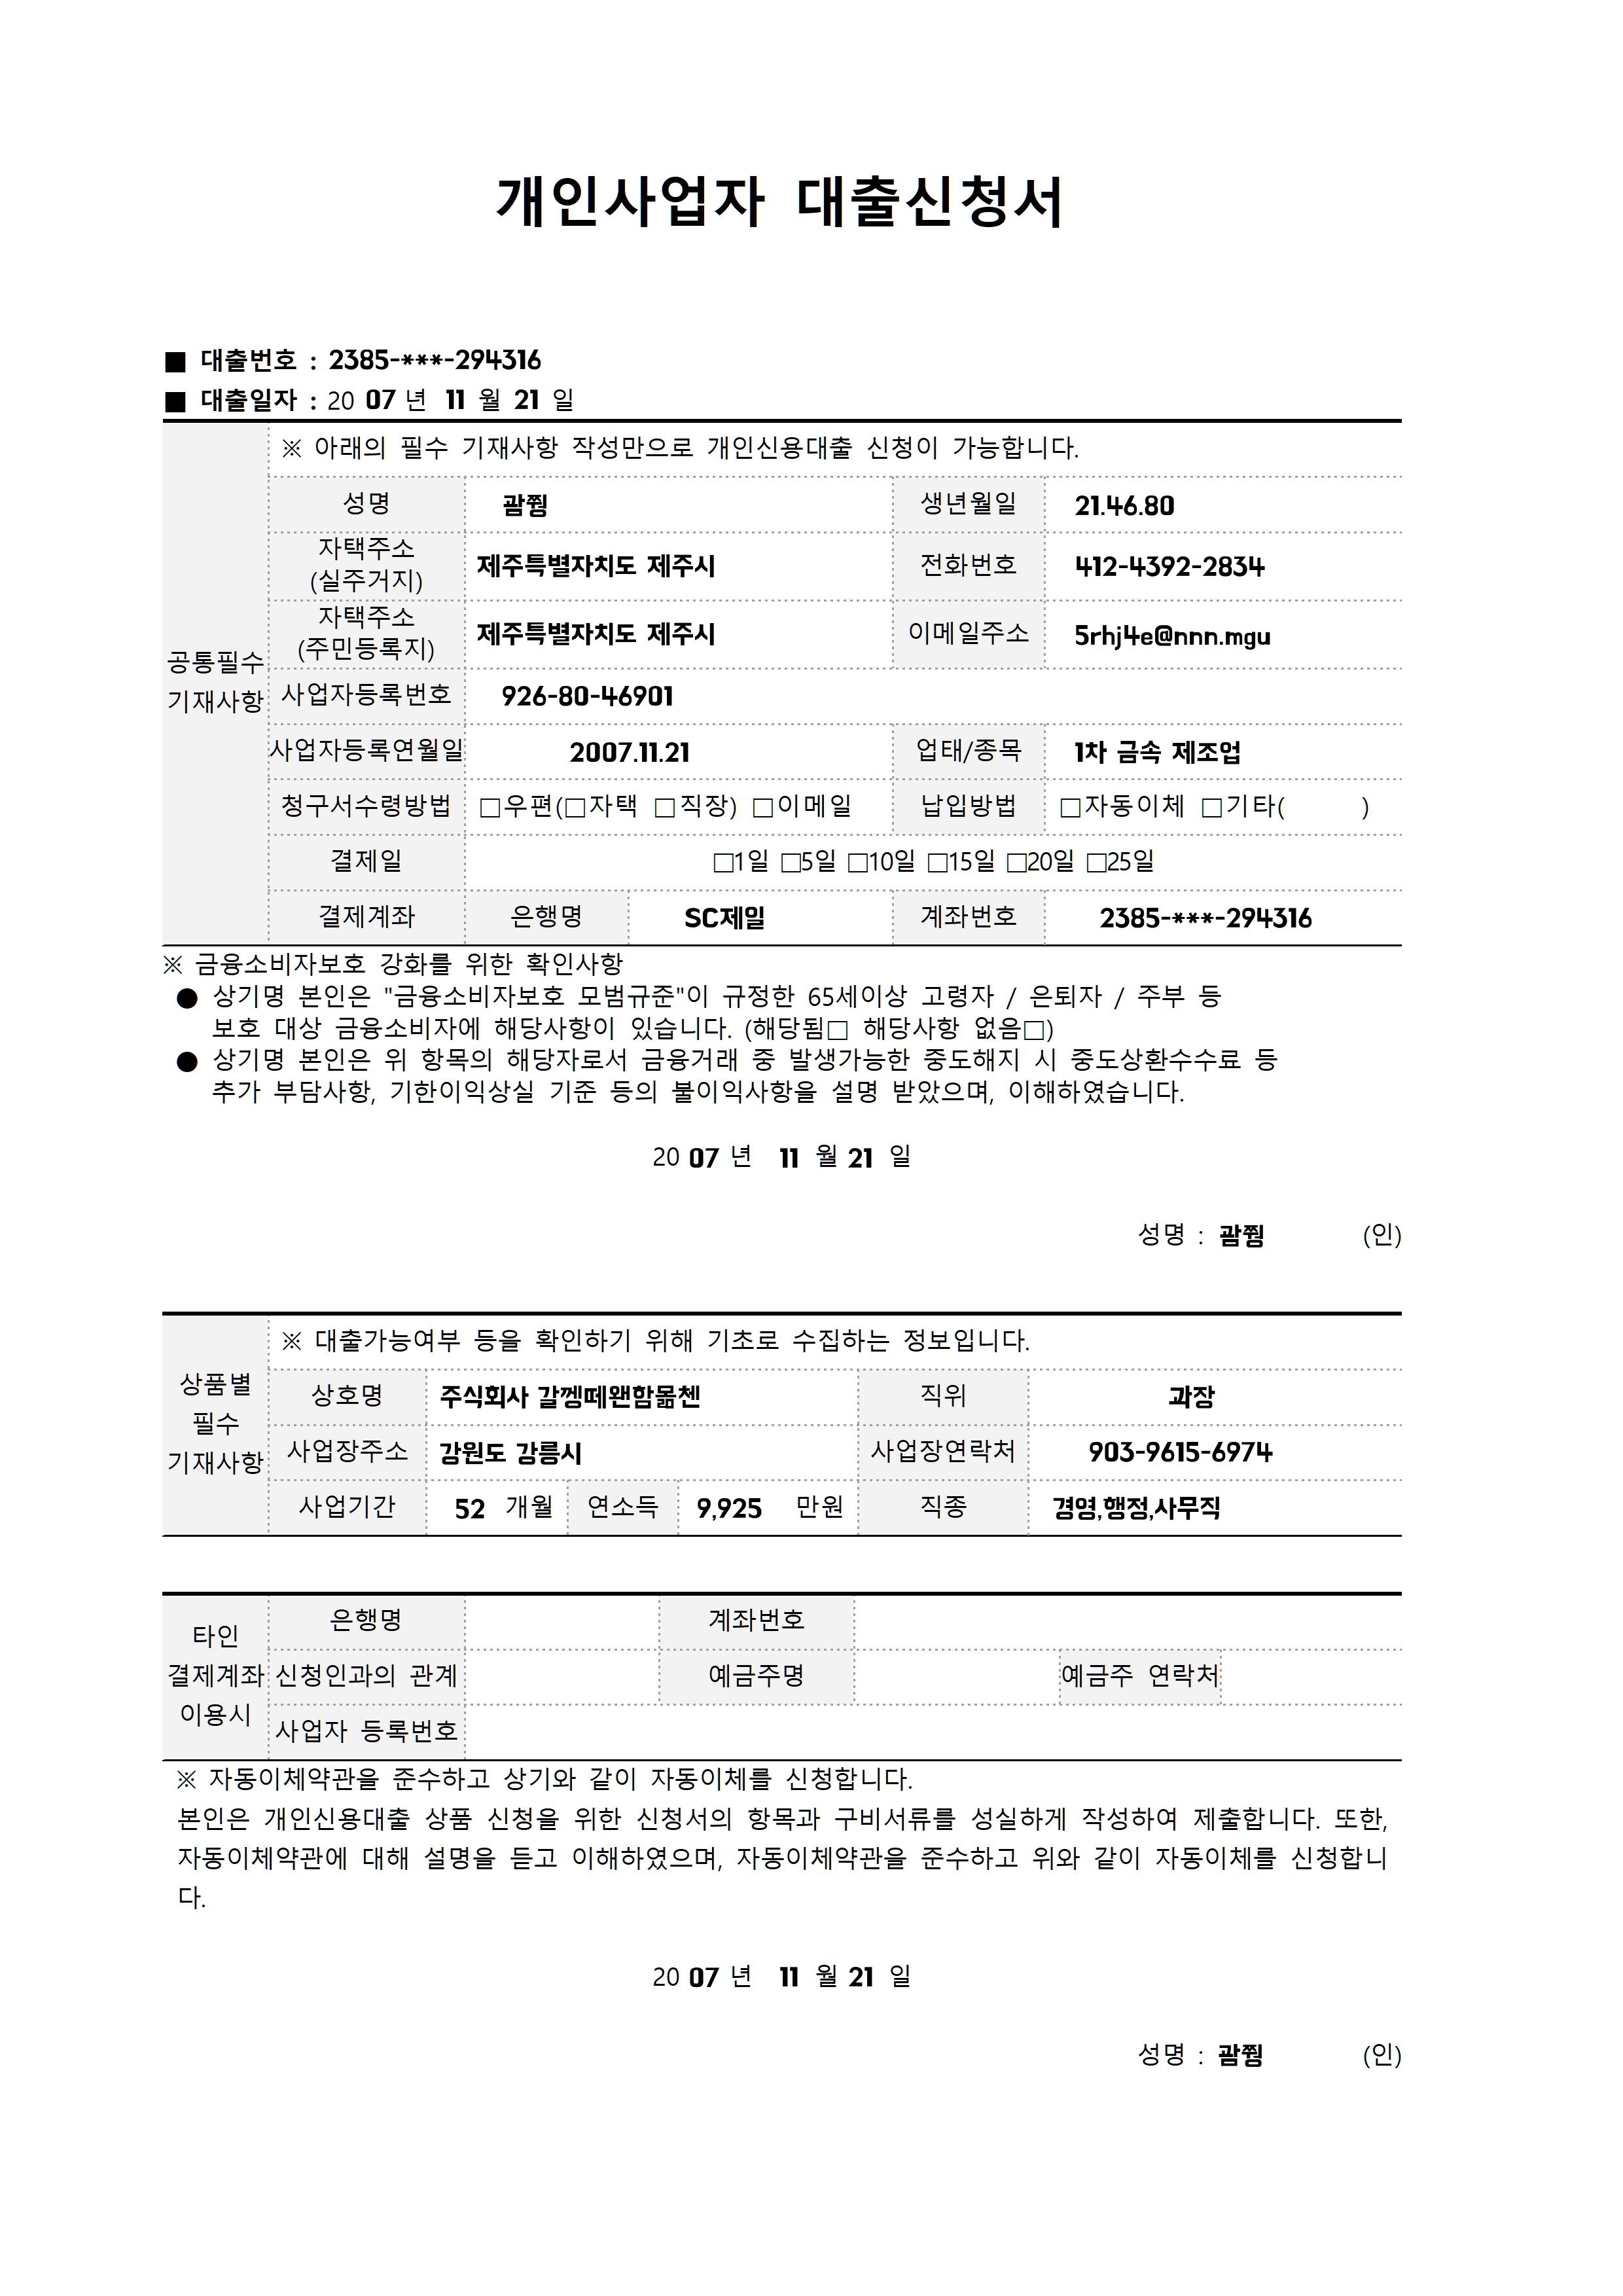 개인사업자 대출신청서
■ 대출번호 : 2385-***-294316
■ 대출일자 : 20 07 년 11 월 21 일
※ 아래의 필수 기재사항 작성만으로 개인신용대출 신청이 가능합니다.
공통필수
기재사항
성명 괌쮕 생년월일 21.46.80
자택주소
(실주거지) 제주특별자치도 제주시 전화번호 412-4392-2834
자택주소
(주민등록지) 제주특별자치도 제주시 이메일주소 5rhj4e@nnn.mgu
사업자등록번호 926-80-46901
사업자등록연월일 2007.11.21 업태/종목 1차 금속 제조업
청구서수령방법 □우편(□자택 □직장) □이메일 납입방법 □자동이체 □기타( )
결제일 □1일 □5일 □10일 □15일 □20일 □25일
결제계좌 은행명 SC제일 계좌번호 2385-***-294316
※ 금융소비자보호 강화를 위한 확인사항
● 상기명 본인은 "금융소비자보호 모범규준"이 규정한 65세이상 고령자 / 은퇴자 / 주부 등
보호 대상 금융소비자에 해당사항이 있습니다. (해당됨□ 해당사항 없음□)
● 상기명 본인은 위 항목의 해당자로서 금융거래 중 발생가능한 중도해지 시 중도상환수수료 등
추가 부담사항, 기한이익상실 기준 등의 불이익사항을 설명 받았으며, 이해하였습니다.
20 07 년 11 월 21 일
성명 : 괌쮕 (인)
※ 대출가능여부 등을 확인하기 위해 기초로 수집하는 정보입니다.
상품별
필수
기재사항
상호명 주식회사 갈껭떼왠함몳첸 직위 과장
사업장주소 강원도 강릉시 사업장연락처 903-9615-6974
사업기간 52 개월 연소득 9,925 만원 직종 경영,행정,사무직
타인
결제계좌
이용시
은행명 계좌번호
신청인과의 관계 예금주명 예금주 연락처
사업자 등록번호
※ 자동이체약관을 준수하고 상기와 같이 자동이체를 신청합니다.
본인은 개인신용대출 상품 신청을 위한 신청서의 항목과 구비서류를 성실하게 작성하여 제출합니다. 또한,
자동이체약관에 대해 설명을 듣고 이해하였으며, 자동이체약관을 준수하고 위와 같이 자동이체를 신청합니
다.
20 07 년 11 월 21 일
성명 : 괌쮕 (인)